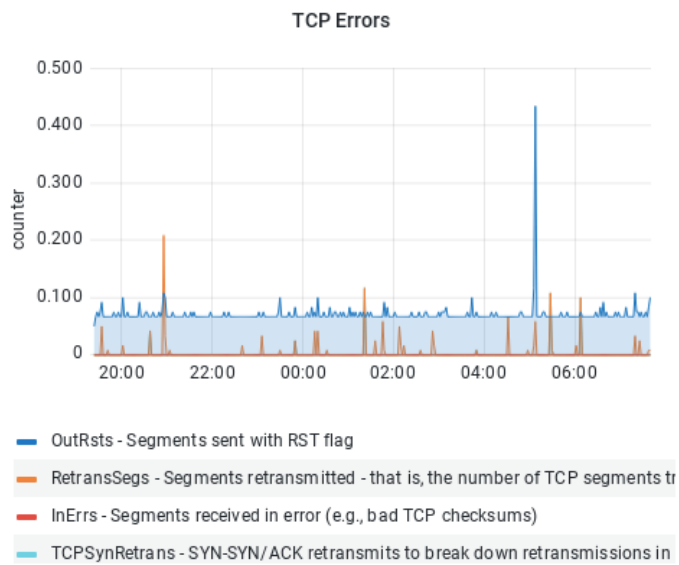 TCP Errors
0.500
0.400
0.300
0.200
0.100
0
counter
20:00 22:00 00:00 02:00 04:00 06:00
OutRsts - Segments sent with RST flag
RetransSegs - Segments retransmitted - that is, the number of TCP segments tr
InErrs - Segments received in error (e.g., bad TCP checksums)
TCPSynRetrans - SYN-SYN/ACK retransmits to break down retransmissions in